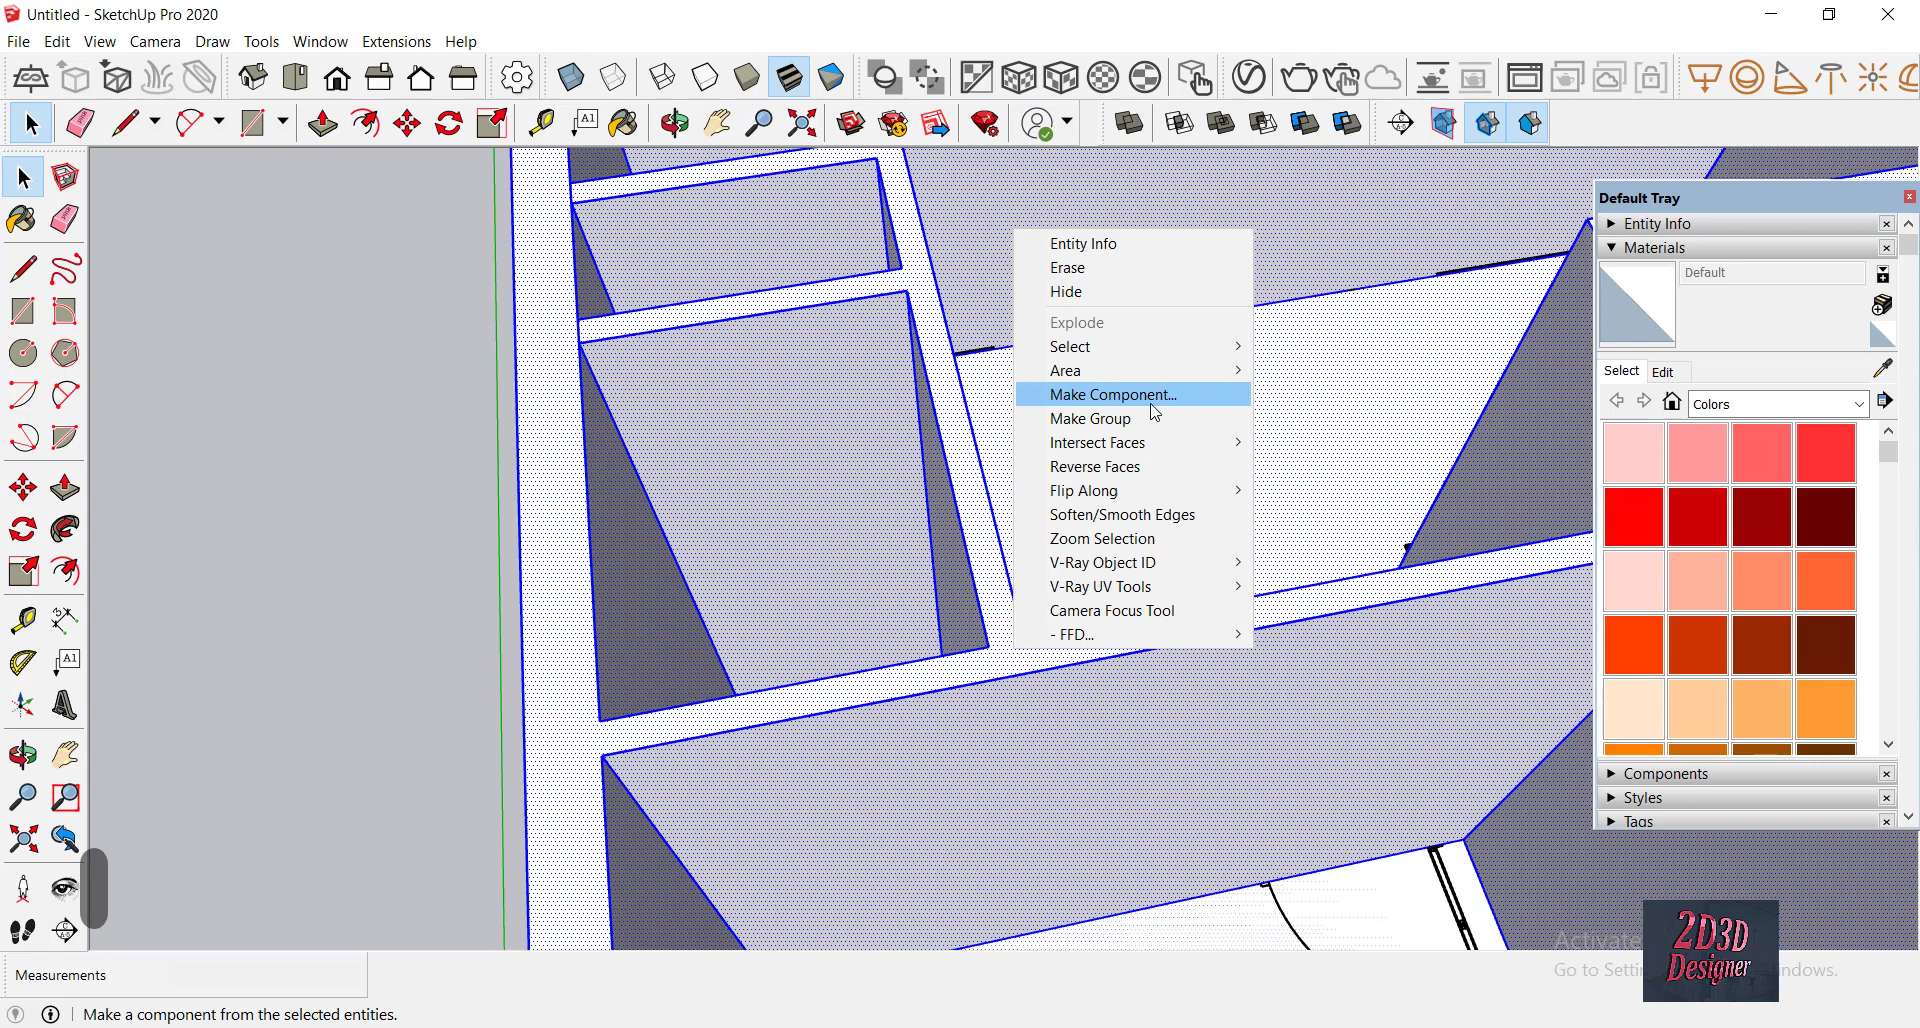 Untitled - SketchUp Pro 2020
File Edit View Camera Draw Tools Window Extensions Help
A1
Default Tray
Entity Info
Materials
Default
Select Edit
Colors
Components
Styles
Tags
Entity Info
Erase
Hide
Explode
Select
Area
Make Component...
Make Group
Intersect Faces
Reverse Faces
Flip Along
Soften/Smooth Edges
Zoom Selection
V-Ray Object ID
V-Ray UV Tools
Camera Focus Tool
- FFD...
A1
Activate
Go to Setti
ndows.
2D3D
Designer
Measurements
Make a component from the selected entities.